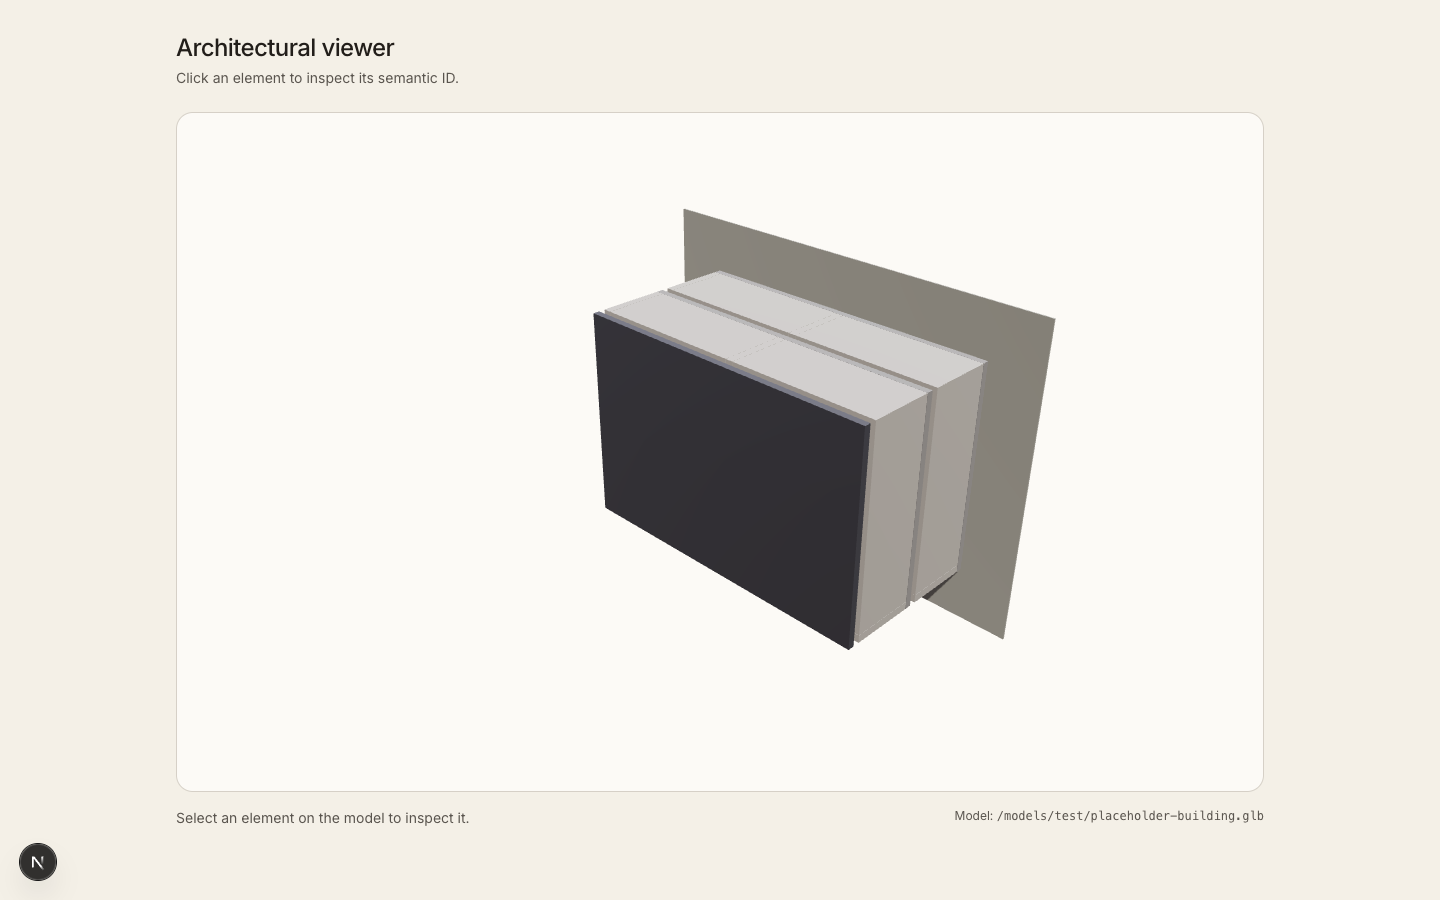 Architectural viewer
Click an element to inspect its semantic ID.
Select an element on the model to inspect it.
Model: /models/test/placeholder-building.glb
N